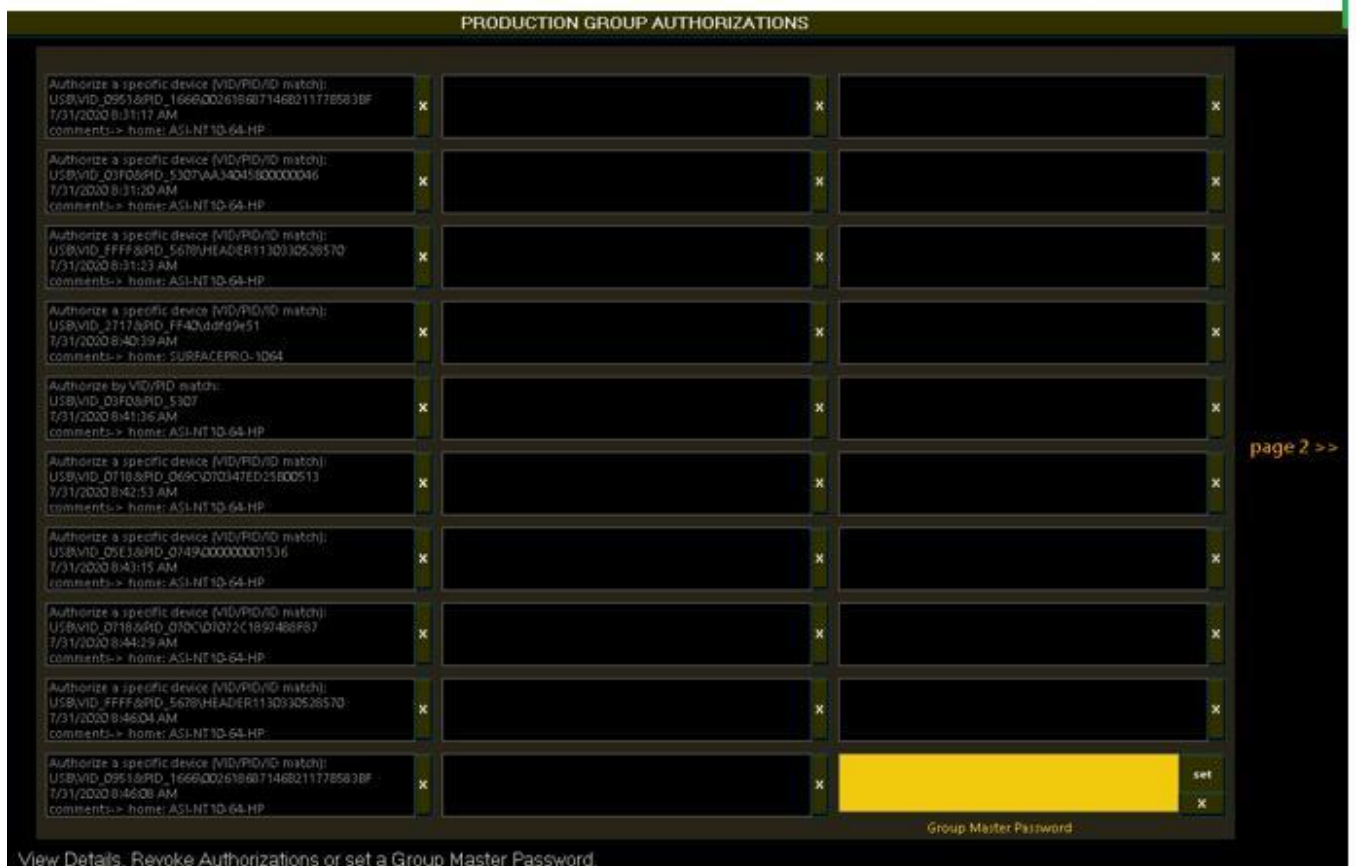 PRODUCTION GROUP AUTHORIZATIONS
Authorize a specific device (VID/PID/ID match):
USB\VID_0951&PID_1666\002618687146B211778583BF
7/31/2020 8:31:17 AM
comments-> home: ASI-NT10-64-HP
x
x
x
Authorize a specific device (VID/PID/ID match):
USB\VID_03F0&PID_5307\AA34045800000046
7/31/2020 8:31:20 AM
comments-> home: ASI-NT10-64-HP
x
x
x
Authorize a specific device (VID/PID/ID match):
USB\VID_FFFF&PID_5678\HEADER1130330528570
7/31/2020 8:31:23 AM
comments-> home: ASI-NT10-64-HP
x
x
x
Authorize a specific device (VID/PID/ID match):
USB\VID_2717&PID_FF40\ddfd9e51
7/31/2020 8:40:39 AM
comments-> home: SURFACEPRO-1064
x
x
x
Authorize by VID/PID match:
USB\VID_03F0&PID_5307
7/31/2020 8:41:36 AM
comments-> home: ASI-NT10-64-HP
x
x
x
page 2 >>
Authorize a specific device (VID/PID/ID match):
USB\VID_0718&PID_069C\070347ED25B00513
7/31/2020 8:42:53 AM
comments-> home: ASI-NT10-64-HP
x
x
x
Authorize a specific device (VID/PID/ID match):
USB\VID_05E3&PID_0749\000000001536
7/31/2020 8:43:15 AM
comments-> home: ASI-NT10-64-HP
x
x
x
Authorize a specific device (VID/PID/ID match):
USB\VID_0718&PID_070C\07072C1897488F87
7/31/2020 8:44:29 AM
comments-> home: ASI-NT10-64-HP
x
x
x
Authorize a specific device (VID/PID/ID match):
USB\VID_FFFF&PID_5678\HEADER1130330528570
7/31/2020 8:46:04 AM
comments-> home: ASI-NT10-64-HP
x
x
x
Authorize a specific device (VID/PID/ID match):
USB\VID_0951&PID_1666\002618687146B211778583BF
7/31/2020 8:46:08 AM
comments-> home: ASI-NT10-64-HP
x
x
set
x
Group Master Password
View Details, Revoke Authorizations or set a Group Master Password.